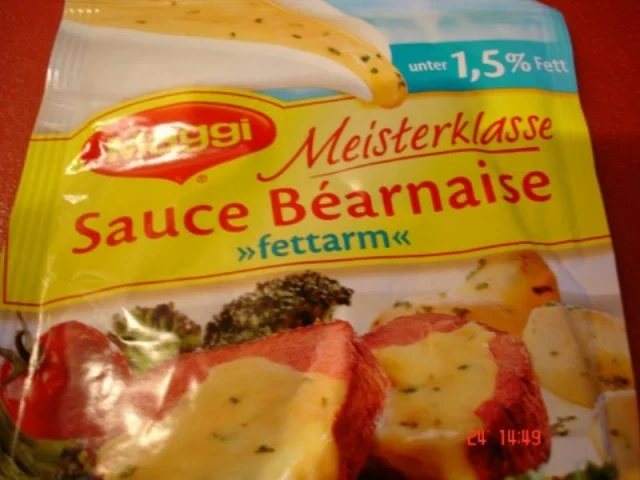 unter 1,5% Fett
Maggi
®
Meisterklasse
Sauce Béarnaise
»fettarm«
24 14:49